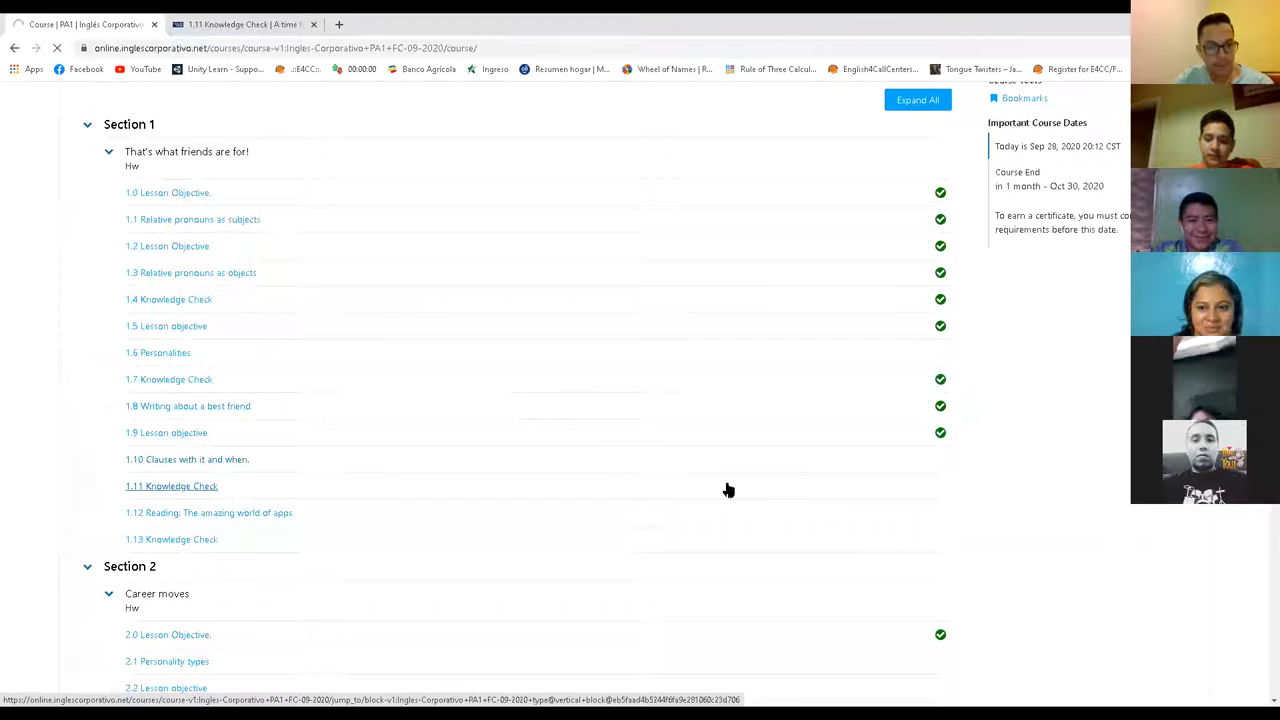 Course | PA1 | Inglés Corporativo
1.11 Knowledge Check | A time
online.inglescorporativo.net/courses/course-v1:Ingles-Corporativo+PA1+FC-09-2020/course/
Apps
Facebook
YouTube
Unity Learn - Suppo...
.::E4CC::.
00:00:00
Banco Agrícola
Ingreso
Resumen hogar | M...
Wheel of Names | R...
Rule of Three Calcul...
English4CallCenters...
Tongue Twisters – Ja...
Register for E4CC/F...
Expand All
Bookmarks
Important Course Dates
Today is Sep 28, 2020 20:12 CST
Course End
in 1 month - Oct 30, 2020
To earn a certificate, you must
requirements before this date.
Section 1
That's what friends are for!
Hw
1.0 Lesson Objective.
1.1 Relative pronouns as subjects
1.2 Lesson Objective
1.3 Relative pronouns as objects
1.4 Knowledge Check
1.5 Lesson objective
1.6 Personalities
1.7 Knowledge Check
1.8 Writing about a best friend
1.9 Lesson objective
1.10 Clauses with it and when.
1.11 Knowledge Check
1.12 Reading: The amazing world of apps
1.13 Knowledge Check
Section 2
Career moves
Hw
2.0 Lesson Objective.
2.1 Personality types
2.2 Lesson objective